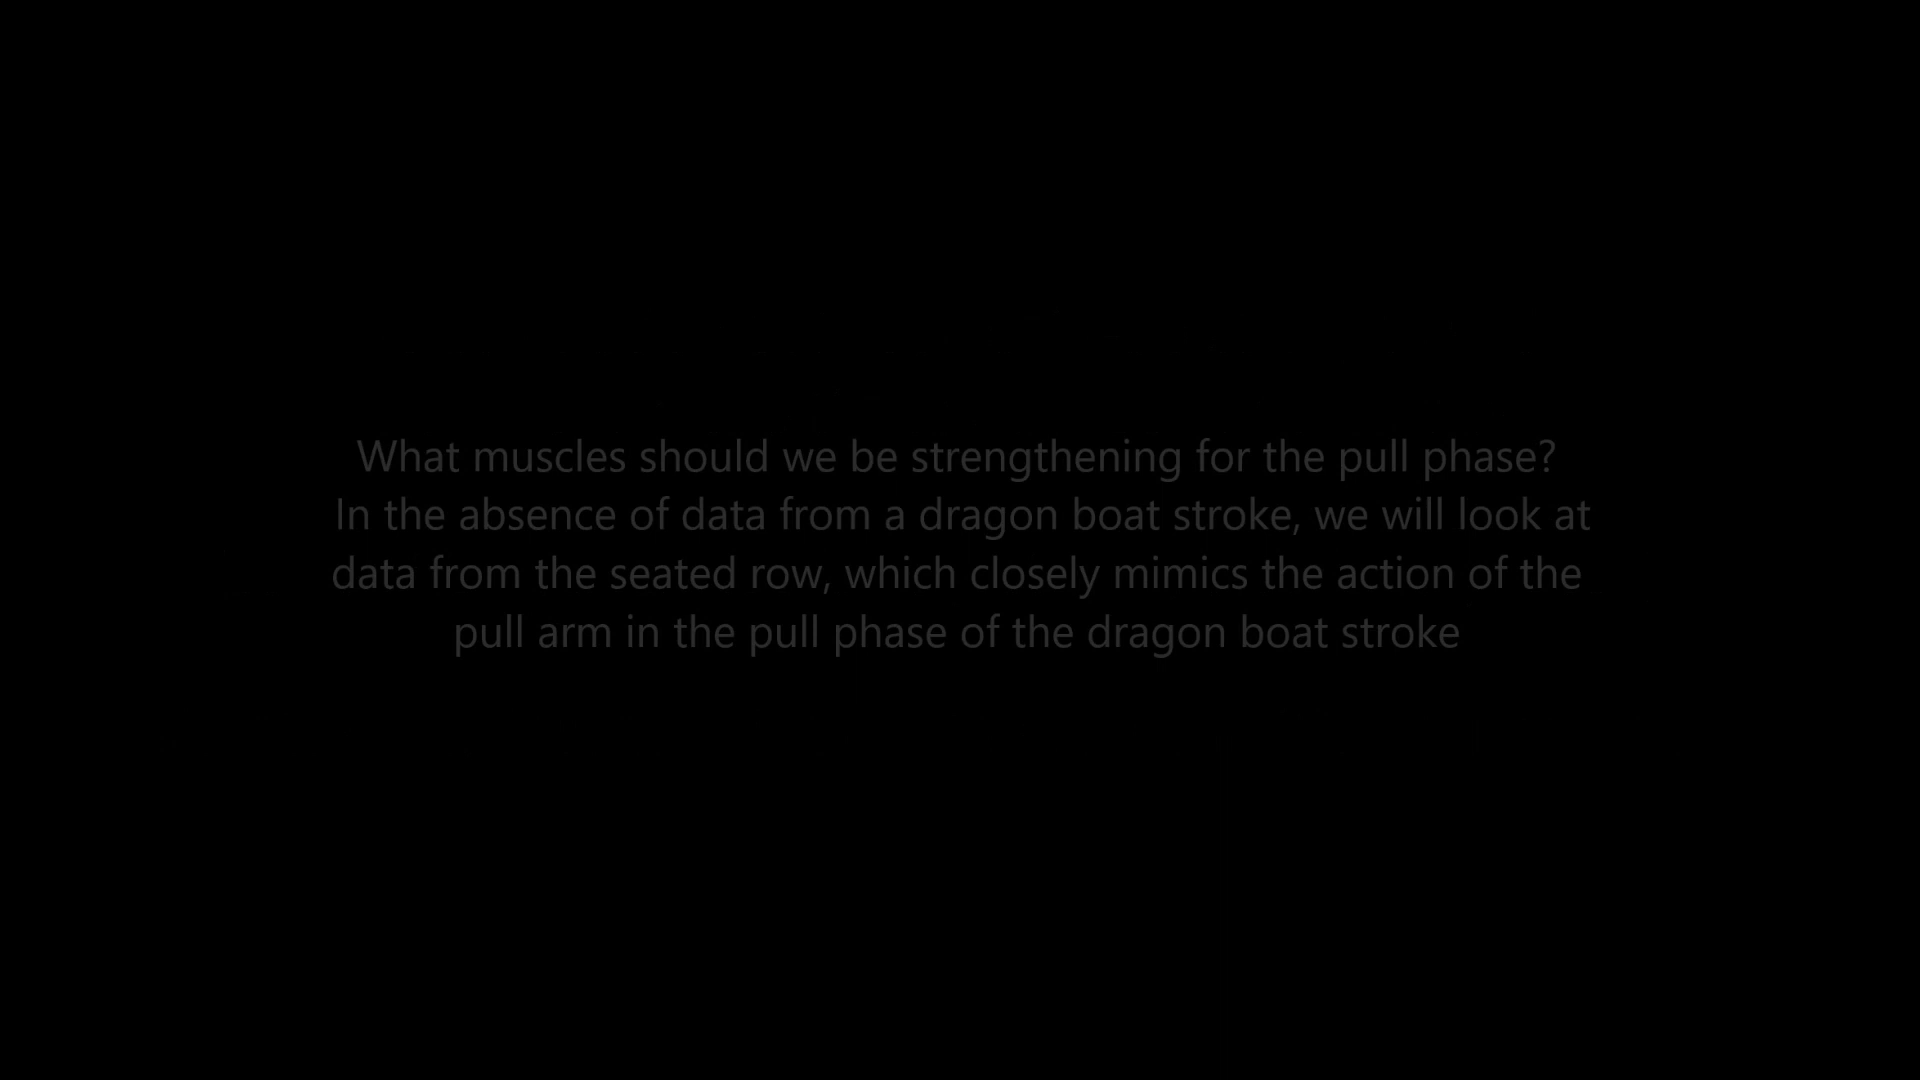 What muscles should we be strengthening for the pull phase?
In the absence of data from a dragon boat stroke, we will look at
data from the seated row, which closely mimics the action of the
pull arm in the pull phase of the dragon boat stroke